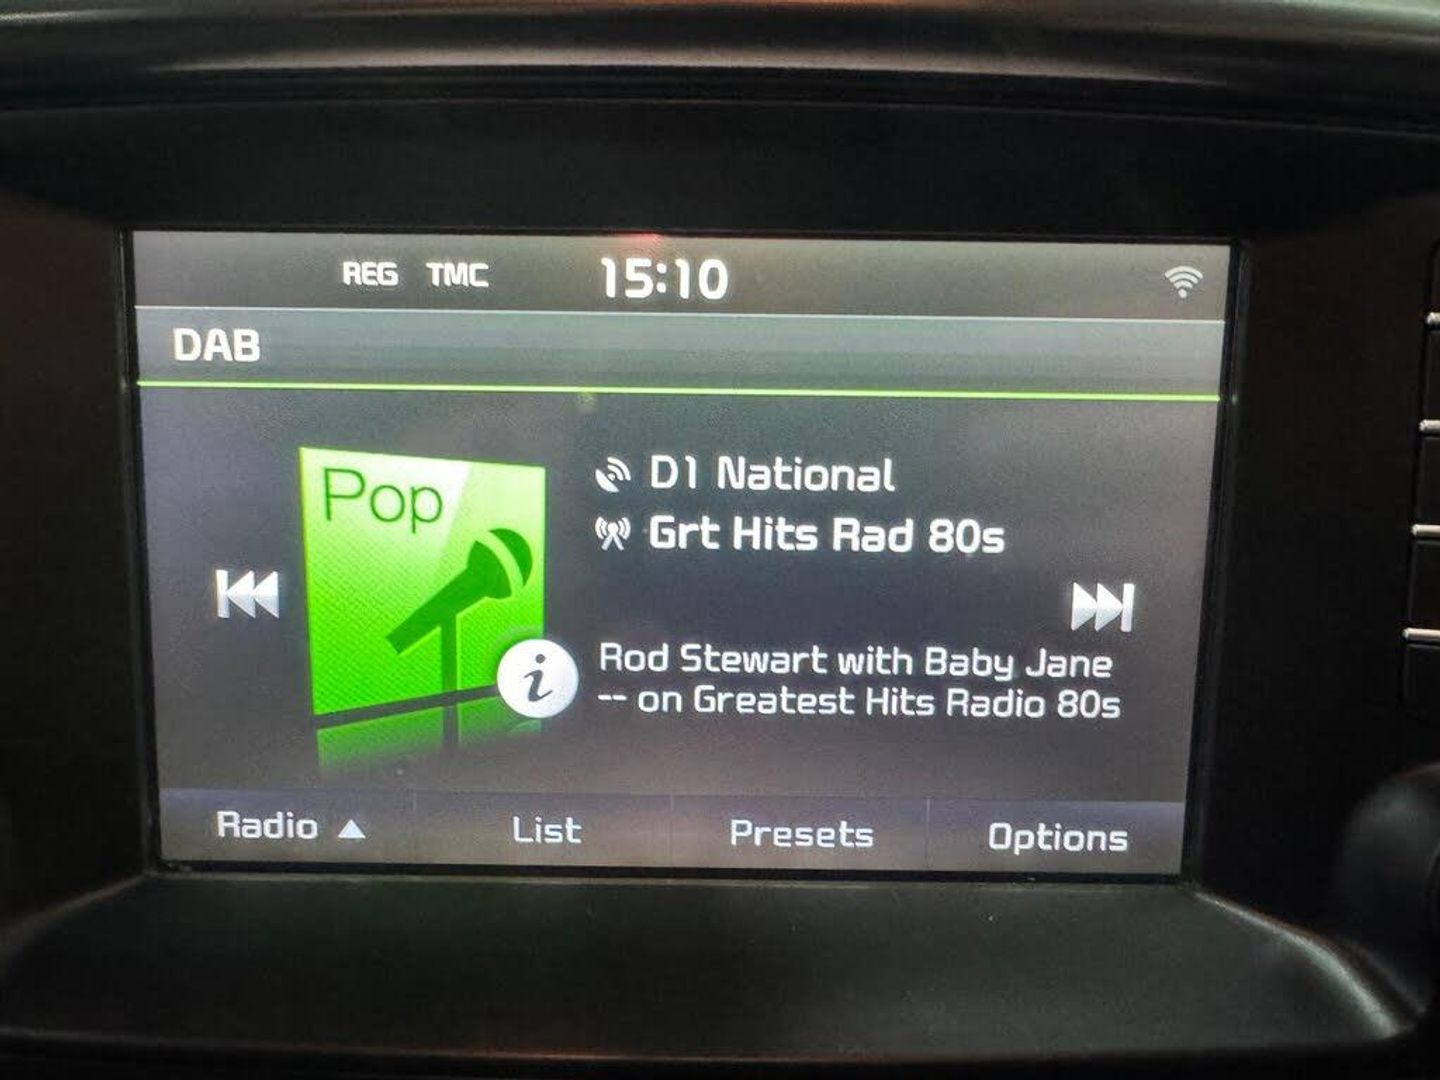 REG TMC 15:10
DAB
Pop
D1 National
Grt Hits Rad 80s
i
Rod Stewart with Baby Jane
-- on Greatest Hits Radio 80s
Radio ▲ List Presets Options